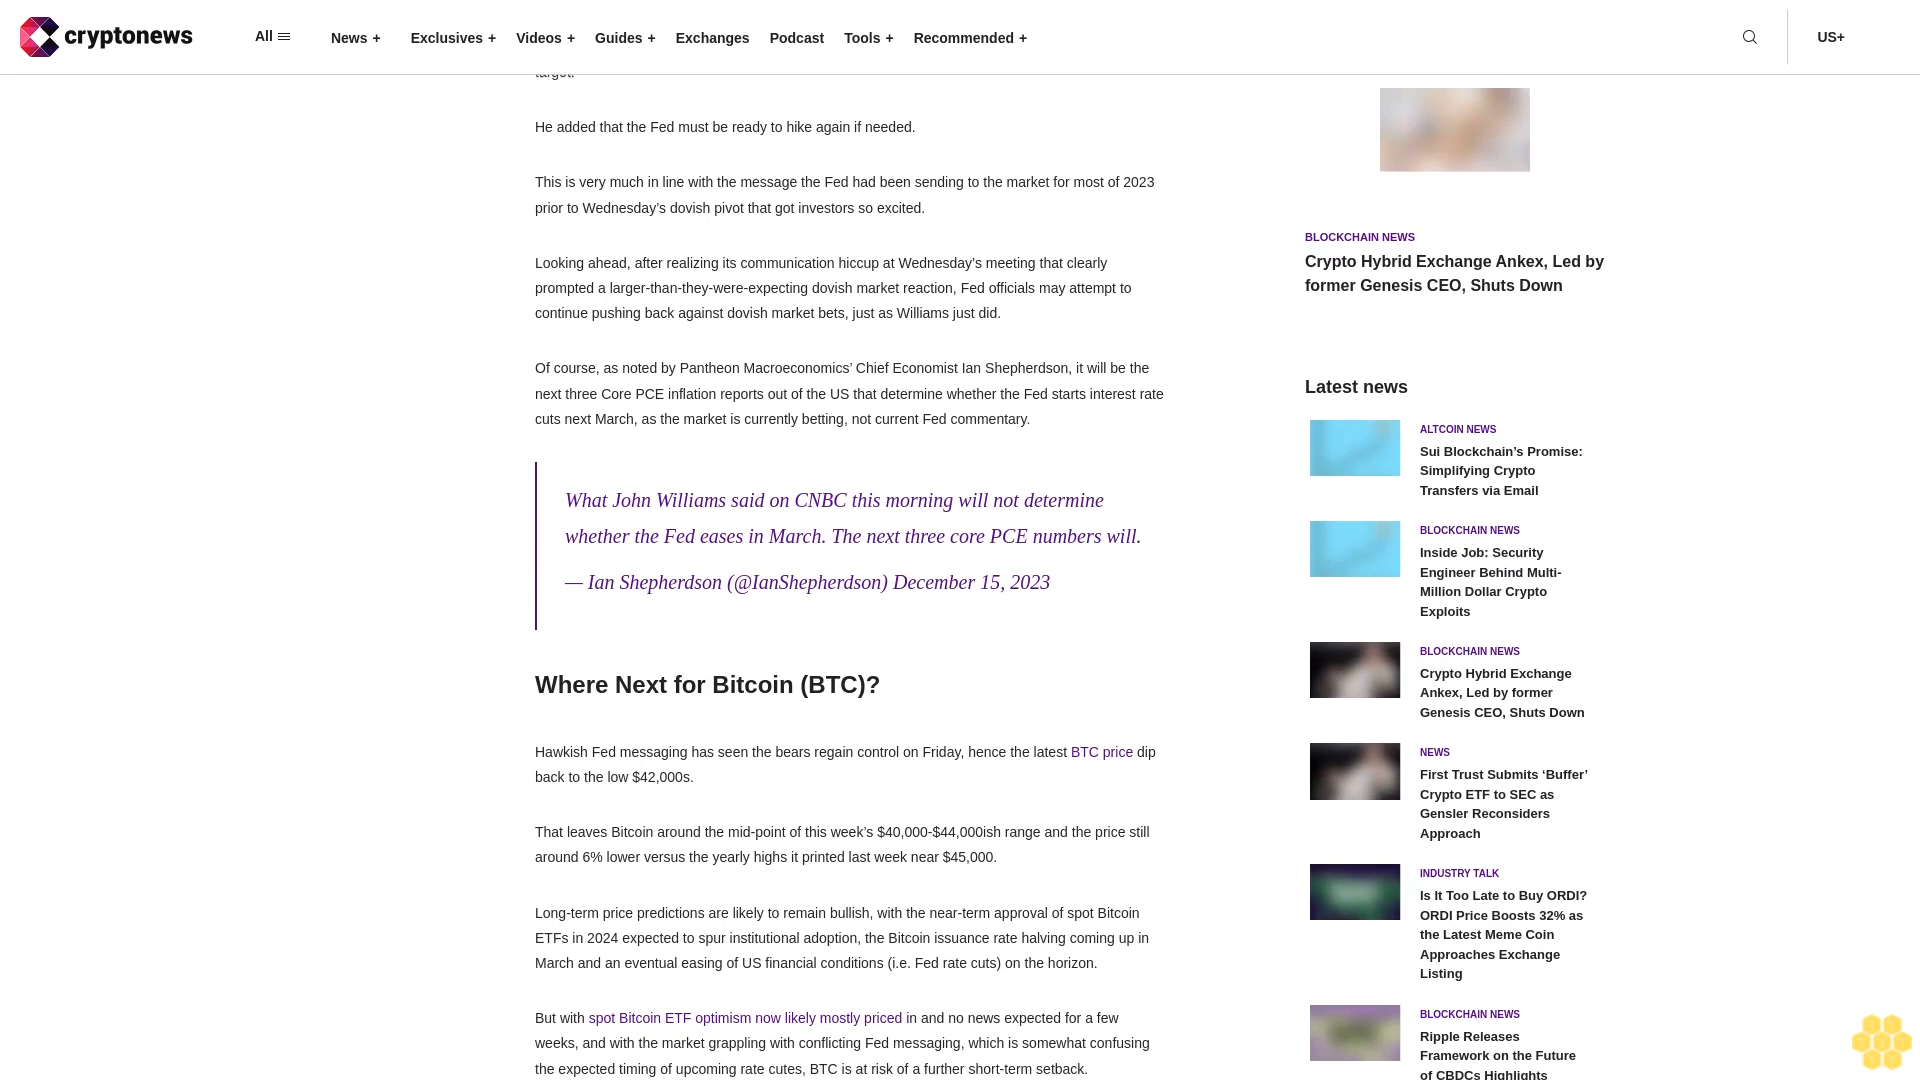 cryptonews
All
News +
Exclusives +
Videos +
Guides +
Exchanges
Podcast
Tools +
Recommended +
US+
target.
He added that the Fed must be ready to hike again if needed.
This is very much in line with the message the Fed had been sending to the market for most of 2023
prior to Wednesday’s dovish pivot that got investors so excited.
Looking ahead, after realizing its communication hiccup at Wednesday’s meeting that clearly
prompted a larger-than-they-were-expecting dovish market reaction, Fed officials may attempt to
continue pushing back against dovish market bets, just as Williams just did.
Of course, as noted by Pantheon Macroeconomics’ Chief Economist Ian Shepherdson, it will be the
next three Core PCE inflation reports out of the US that determine whether the Fed starts interest rate
cuts next March, as the market is currently betting, not current Fed commentary.
What John Williams said on CNBC this morning will not determine
whether the Fed eases in March. The next three core PCE numbers will.
— Ian Shepherdson (@IanShepherdson) December 15, 2023
Where Next for Bitcoin (BTC)?
Hawkish Fed messaging has seen the bears regain control on Friday, hence the latest BTC price dip
back to the low $42,000s.
That leaves Bitcoin around the mid-point of this week’s $40,000-$44,000ish range and the price still
around 6% lower versus the yearly highs it printed last week near $45,000.
Long-term price predictions are likely to remain bullish, with the near-term approval of spot Bitcoin
ETFs in 2024 expected to spur institutional adoption, the Bitcoin issuance rate halving coming up in
March and an eventual easing of US financial conditions (i.e. Fed rate cuts) on the horizon.
But with spot Bitcoin ETF optimism now likely mostly priced in and no news expected for a few
weeks, and with the market grappling with conflicting Fed messaging, which is somewhat confusing
the expected timing of upcoming rate cutes, BTC is at risk of a further short-term setback.
BLOCKCHAIN NEWS
Crypto Hybrid Exchange Ankex, Led by
former Genesis CEO, Shuts Down
Latest news
ALTCOIN NEWS
Sui Blockchain’s Promise:
Simplifying Crypto
Transfers via Email
BLOCKCHAIN NEWS
Inside Job: Security
Engineer Behind Multi-
Million Dollar Crypto
Exploits
BLOCKCHAIN NEWS
Crypto Hybrid Exchange
Ankex, Led by former
Genesis CEO, Shuts Down
NEWS
First Trust Submits ‘Buffer’
Crypto ETF to SEC as
Gensler Reconsiders
Approach
INDUSTRY TALK
Is It Too Late to Buy ORDI?
ORDI Price Boosts 32% as
the Latest Meme Coin
Approaches Exchange
Listing
BLOCKCHAIN NEWS
Ripple Releases
Framework on the Future
of CBDCs Highlights